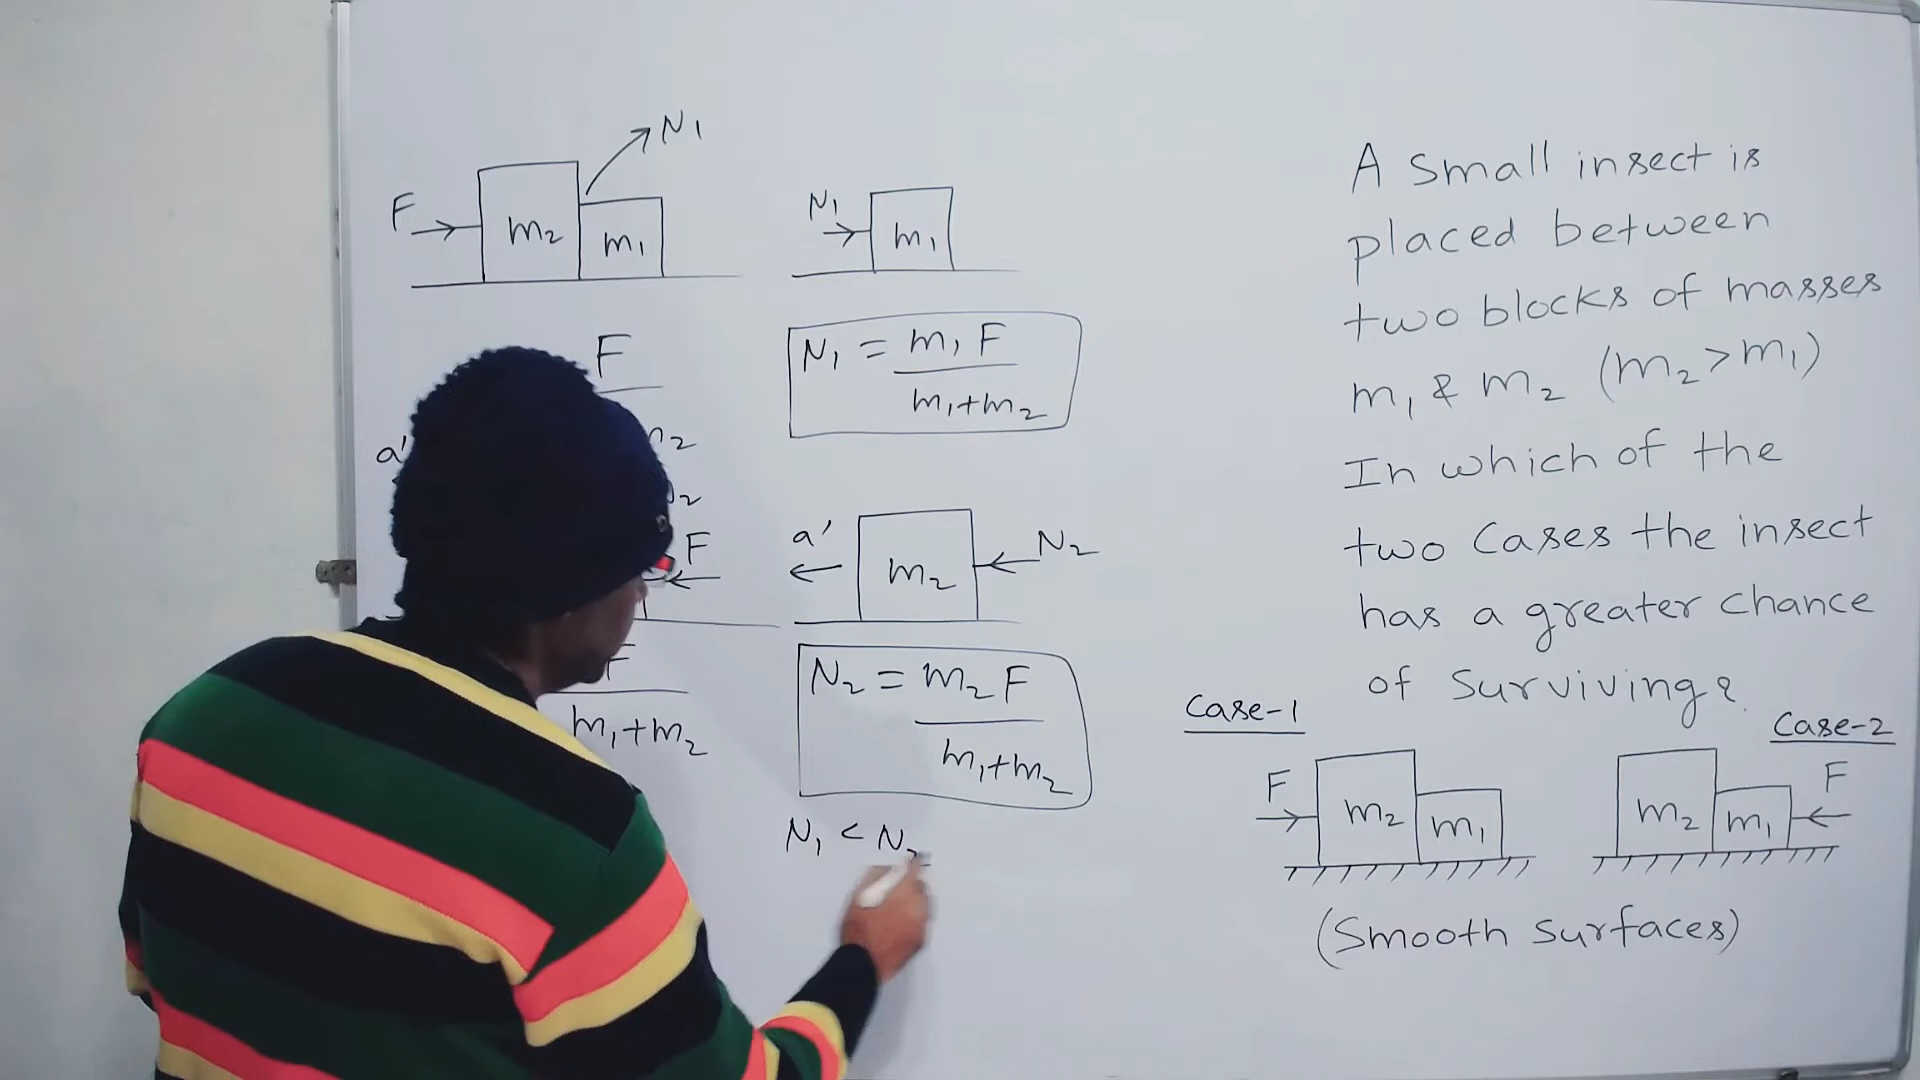 N1
F
m2
m1
N1
m1
F
N1 = m1 F
m1+m2
a'
F
a'
m2
N2
m1+m2
N2 = m2 F
m1+m2
N1 < N2
A small insect is
placed between
two blocks of masses
m1 & m2 (m2 > m1)
In which of the
two cases the insect
has a greater chance
of surviving?
Case-1
Case-2
F
m2
m1
m2
m1
F
(Smooth surfaces)